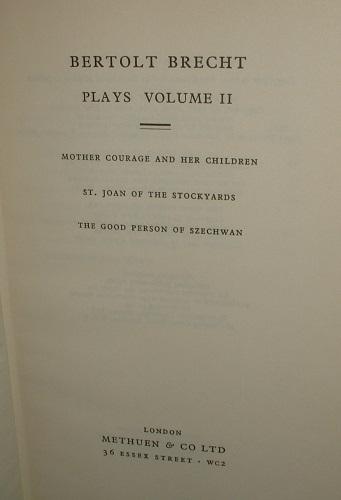 BERTOLT BRECHT
PLAYS VOLUME II
MOTHER COURAGE AND HER CHILDREN
ST. JOAN OF THE STOCKYARDS
THE GOOD PERSON OF SZECHWAN
LONDON
METHUEN & CO LTD
36 ESSEX STREET · WC2